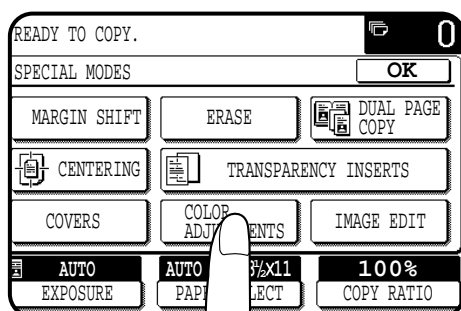 READY TO COPY. 0
SPECIAL MODES OK
MARGIN SHIFT ERASE DUAL PAGE
COPY
CENTERING TRANSPARENCY INSERTS
COVERS COLOR IMAGE EDIT
AUTO AUTO 100%
EXPOSURE COPY RATIO